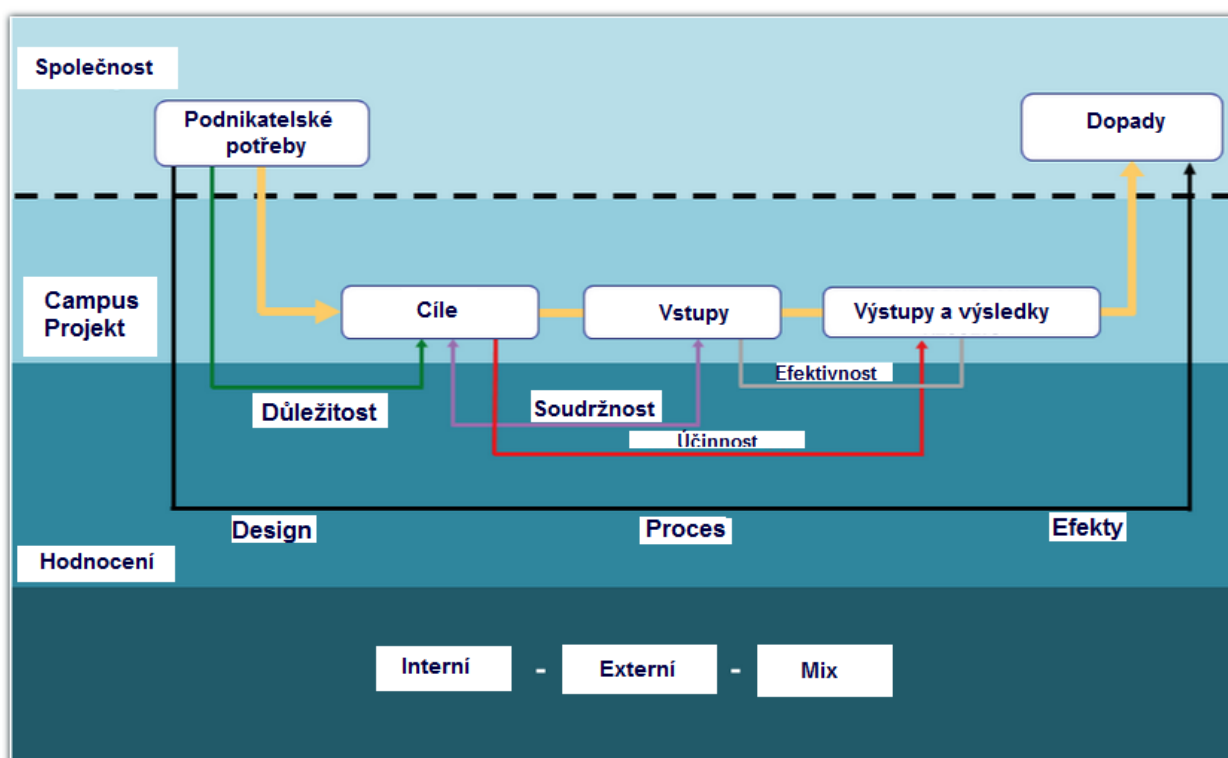 Společnost
Podnikatelské
potřeby
Dopady
Campus
Projekt
Cíle
Vstupy
Výstupy a výsledky
Efektivnost
Důležitost
Soudržnost
Účinnost
Design
Proces
Efekty
Hodnocení
Interní - Externí - Mix